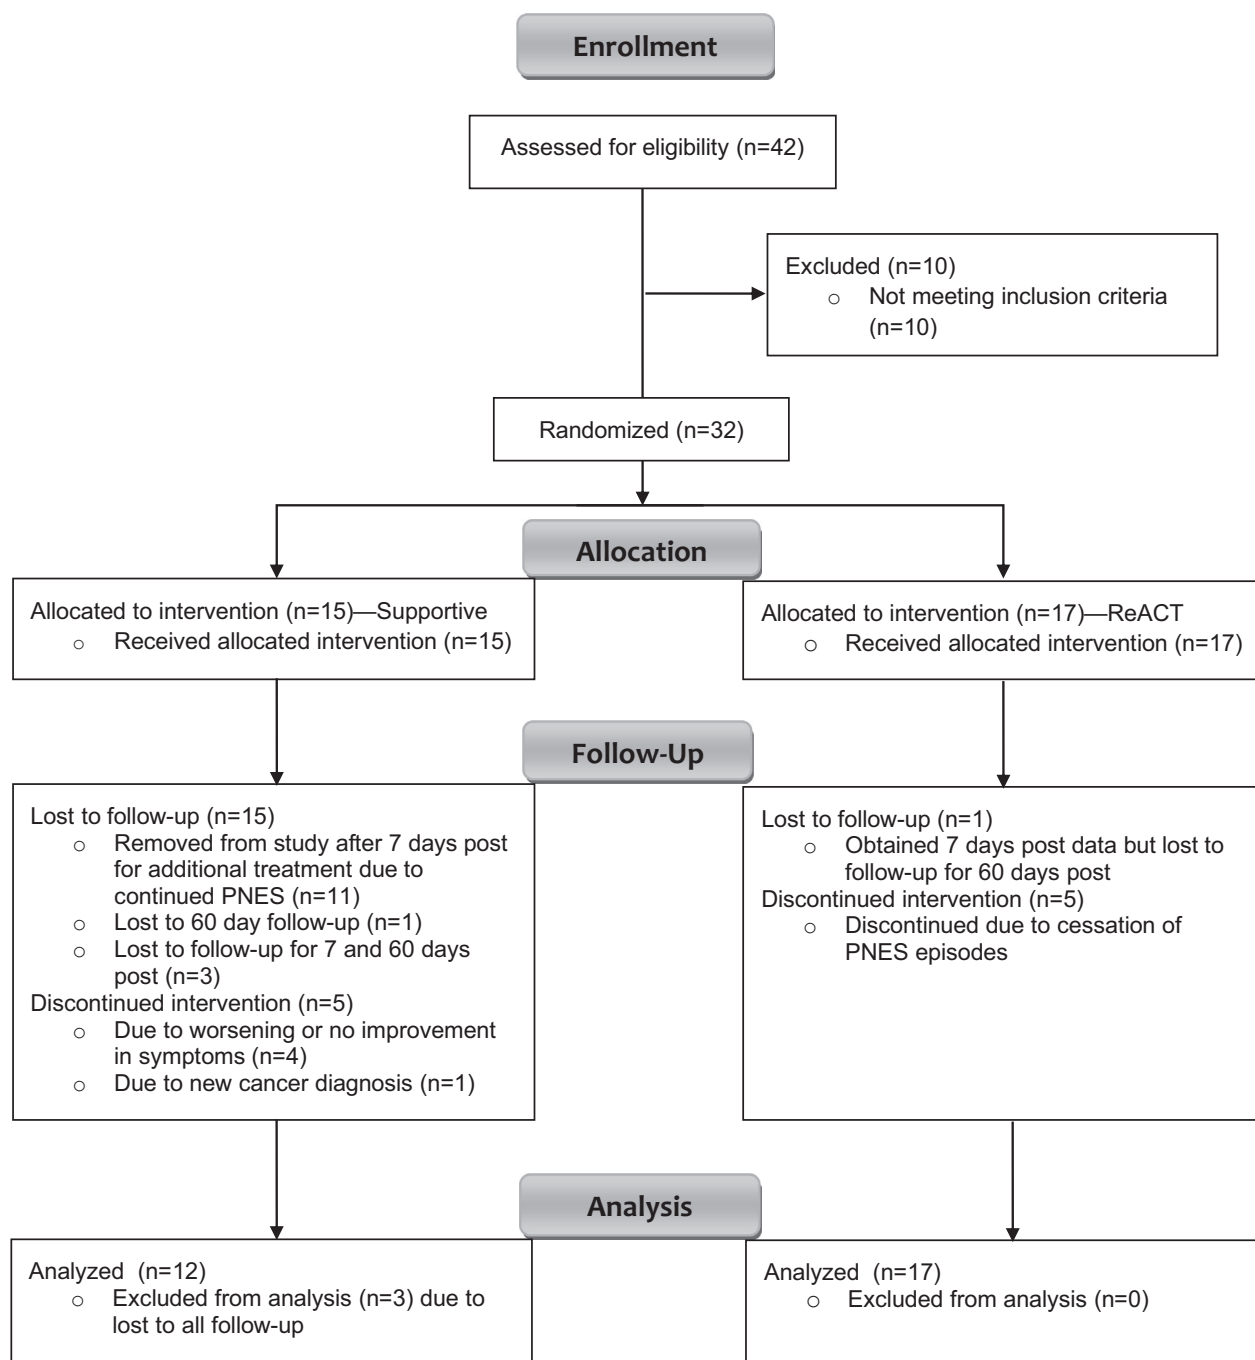 Enrollment
Assessed for eligibility (n=42)
Excluded (n=10)
○ Not meeting inclusion criteria
(n=10)
Randomized (n=32)
Allocation
Allocated to intervention (n=15)—Supportive
○ Received allocated intervention (n=15)
Allocated to intervention (n=17)—ReACT
○ Received allocated intervention (n=17)
Follow-Up
Lost to follow-up (n=15)
○ Removed from study after 7 days post
for additional treatment due to
continued PNES (n=11)
○ Lost to 60 day follow-up (n=1)
○ Lost to follow-up for 7 and 60 days
post (n=3)
Discontinued intervention (n=5)
○ Due to worsening or no improvement
in symptoms (n=4)
○ Due to new cancer diagnosis (n=1)
Lost to follow-up (n=1)
○ Obtained 7 days post data but lost to
follow-up for 60 days post
Discontinued intervention (n=5)
○ Discontinued due to cessation of
PNES episodes
Analysis
Analyzed (n=12)
○ Excluded from analysis (n=3) due to
lost to all follow-up
Analyzed (n=17)
○ Excluded from analysis (n=0)